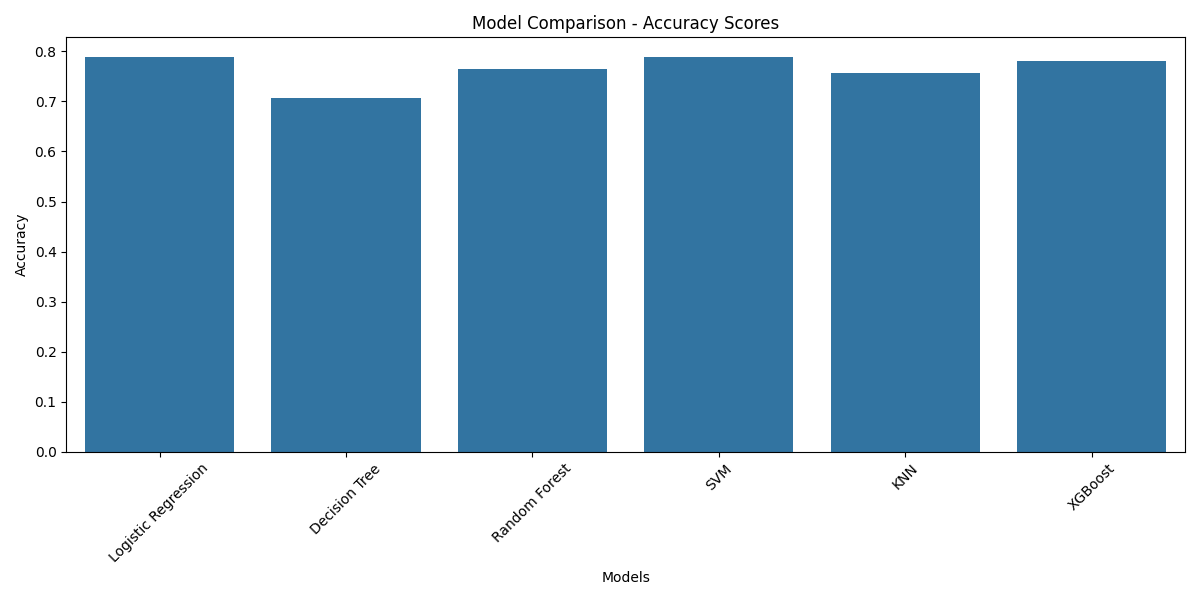 Model Comparison - Accuracy Scores
0.8
0.7
0.6
0.5
0.4
0.3
0.2
0.1
0.0
Accuracy
Logistic Regression
Decision Tree
Random Forest
SVM
KNN
XGBoost
Models